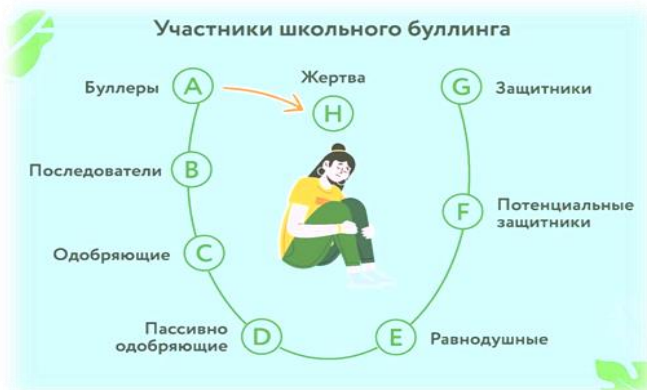 Участники школьного буллинга
Буллеры
A
Жертва
H
G
Защитники
Последователи
B
F
Потенциальные
защитники
Одобряющие
C
Пассивно
одобряющие
D
E
Равнодушные